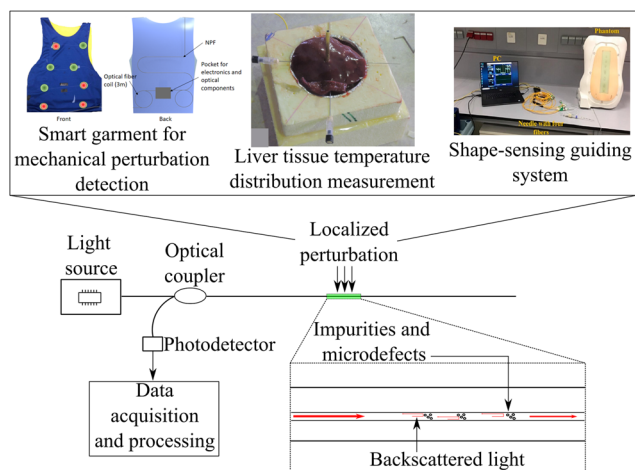 NPF
Optical fiber
coil (3m)
Pocket for
electronics and
optical
components
Front
Back
Smart garment for
mechanical perturbation
detection
Liver tissue temperature
distribution measurement
PC
Phantom
Needle with four
fibers
Shape-sensing guiding
system
Localized
perturbation
Light
source
Optical
coupler
Photodetector
Data
acquisition
and processing
Impurities and
microdefects
Backscattered light